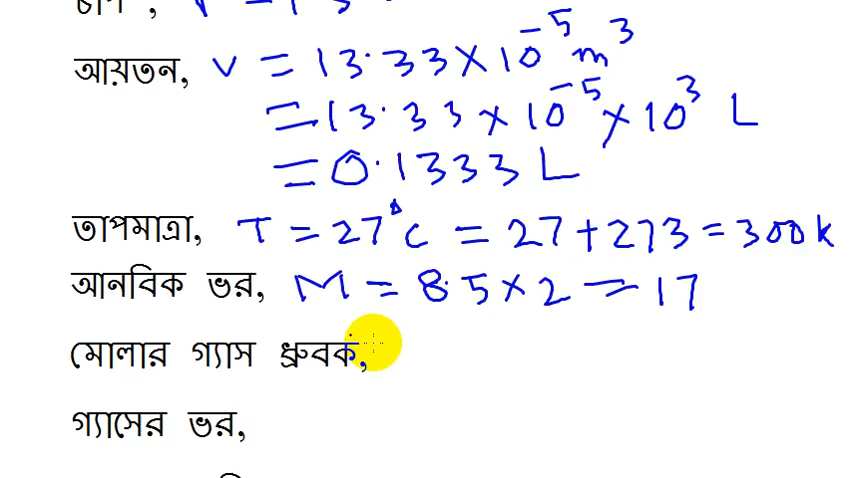 চাপ,
আয়তন, V = 13.33×10⁻⁵ m³
= 13.33 × 10⁻⁵ × 10³ L
= 0.1333 L
তাপমাত্রা, T = 27°C = 27+273 = 300k
আনবিক ভর, M = 8.5×2 = 17
মোলার গ্যাস ধ্রুবক,
গ্যাসের ভর,